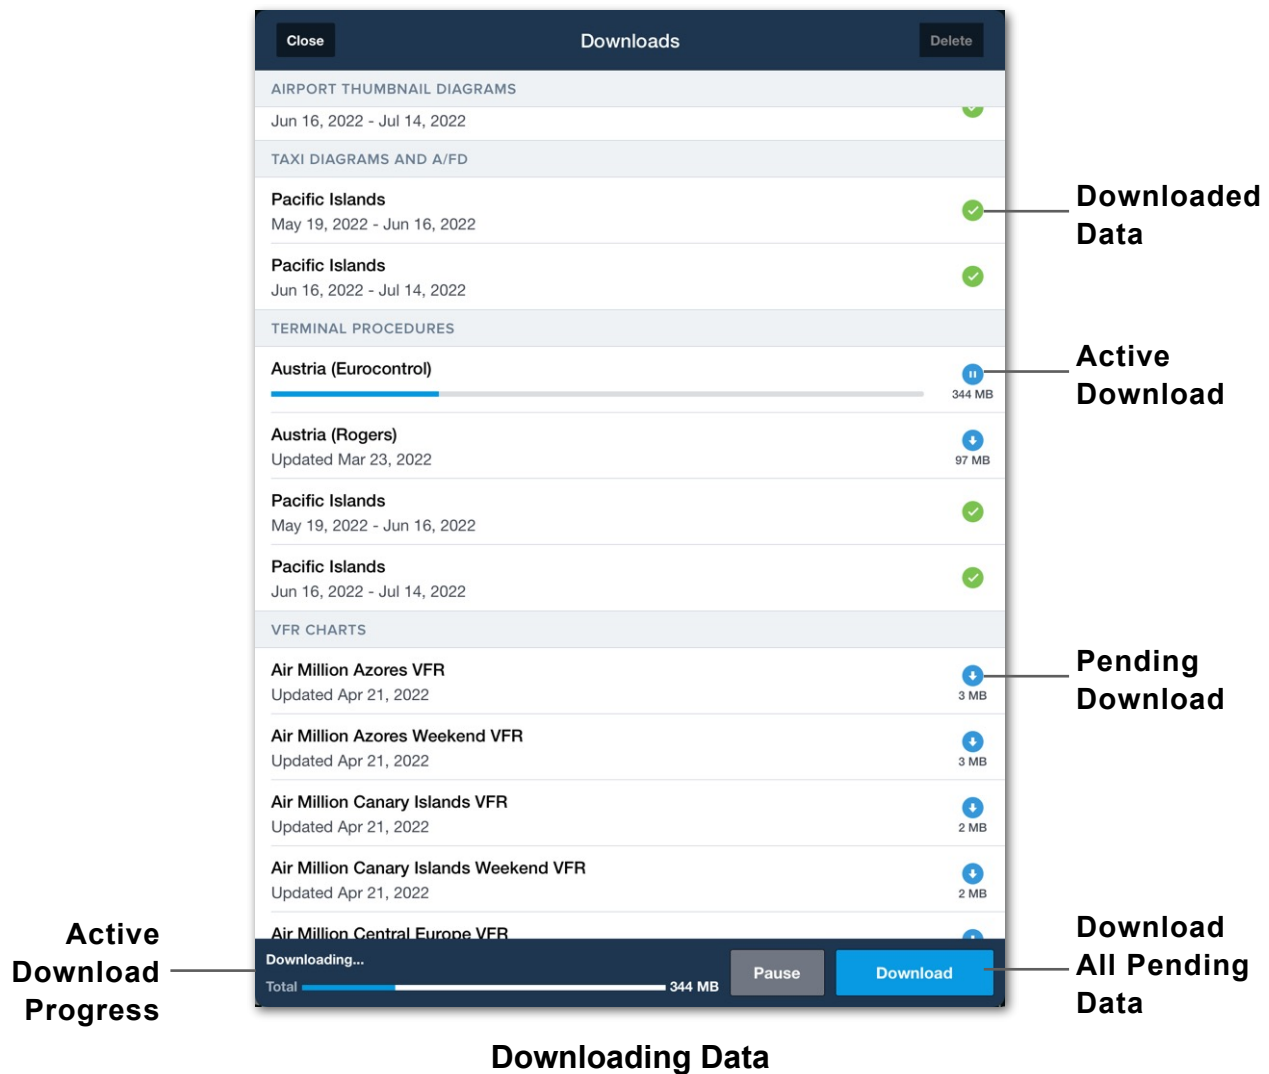 Close
Downloads
Delete
AIRPORT THUMBNAIL DIAGRAMS
Jun 16, 2022 - Jul 14, 2022
TAXI DIAGRAMS AND A/FD
Pacific Islands
May 19, 2022 - Jun 16, 2022
Downloaded
Data
Pacific Islands
Jun 16, 2022 - Jul 14, 2022
TERMINAL PROCEDURES
Austria (Eurocontrol)
344 MB
Active
Download
Austria (Rogers)
Updated Mar 23, 2022
97 MB
Pacific Islands
May 19, 2022 - Jun 16, 2022
Pacific Islands
Jun 16, 2022 - Jul 14, 2022
VFR CHARTS
Air Million Azores VFR
Updated Apr 21, 2022
3 MB
Pending
Download
Air Million Azores Weekend VFR
Updated Apr 21, 2022
3 MB
Air Million Canary Islands VFR
Updated Apr 21, 2022
2 MB
Air Million Canary Islands Weekend VFR
Updated Apr 21, 2022
2 MB
Air Million Central Europe VFR
Active
Download
Progress
Downloading...
Total
344 MB
Pause
Download
Download
All Pending
Data
Downloading Data